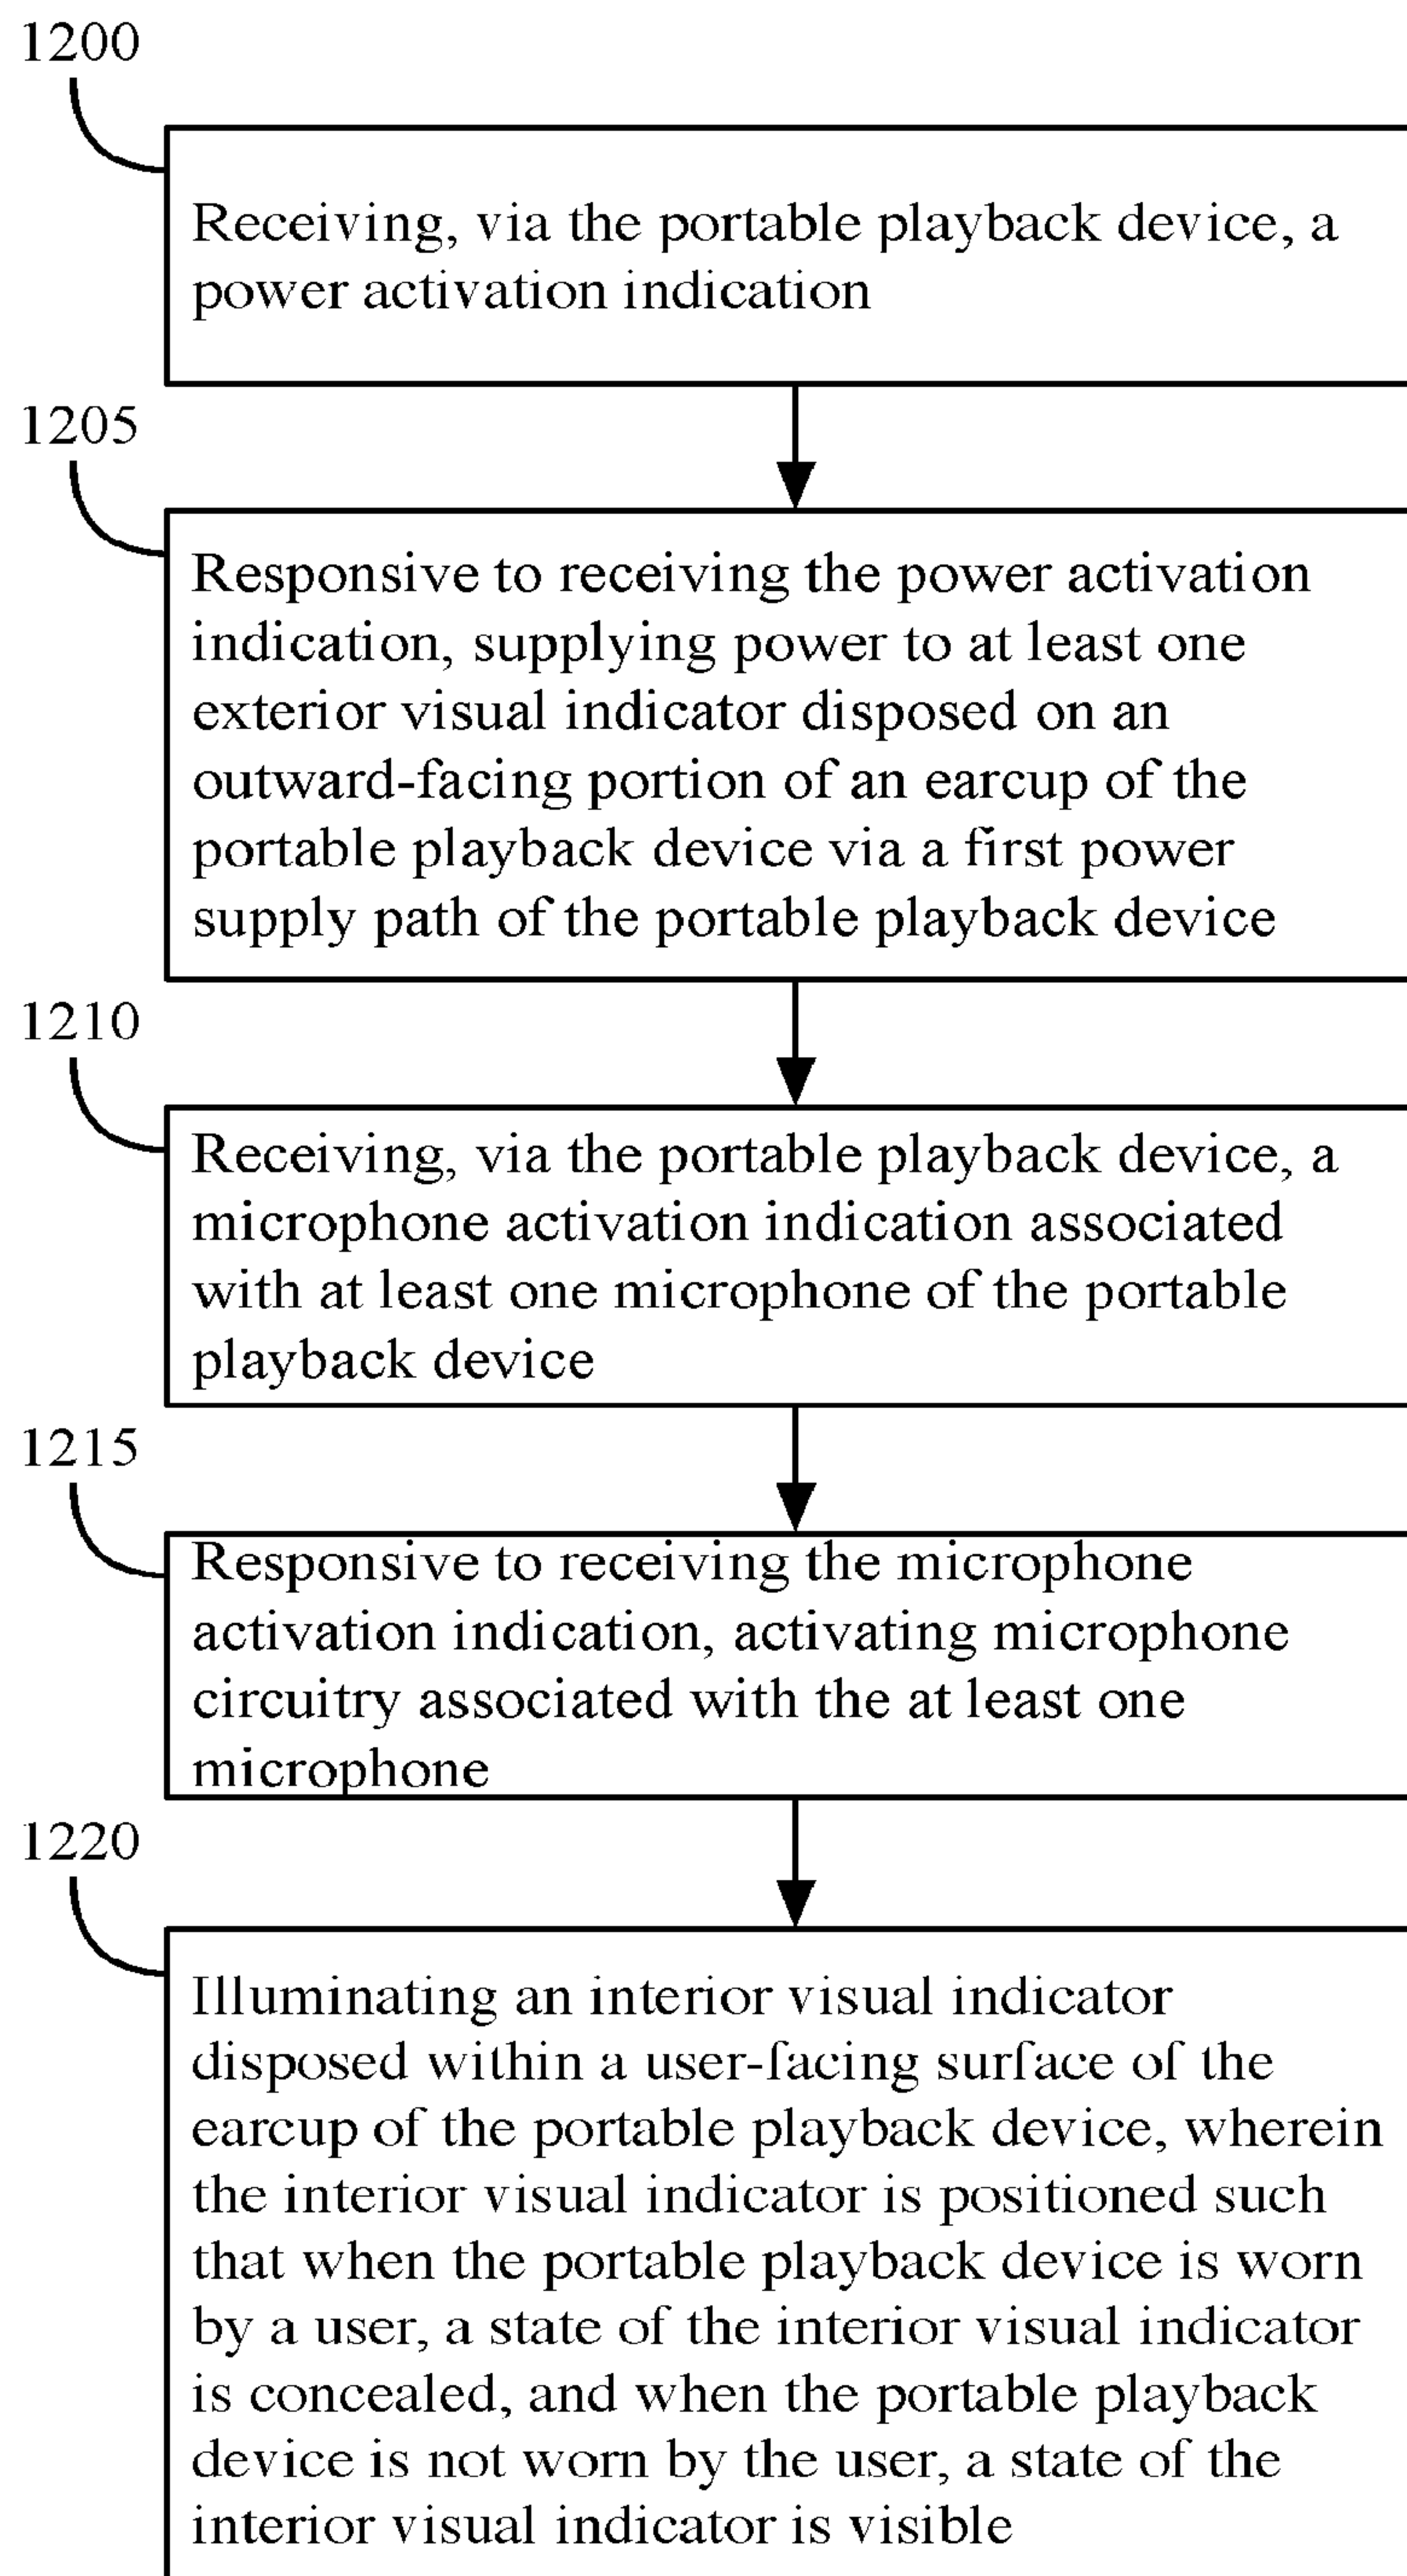 1200
Receiving, via the portable playback device, a
power activation indication
1205
Responsive to receiving the power activation
indication, supplying power to at least one
exterior visual indicator disposed on an
outward-facing portion of an earcup of the
portable playback device via a first power
supply path of the portable playback device
1210
Receiving, via the portable playback device, a
microphone activation indication associated
with at least one microphone of the portable
playback device
1215
Responsive to receiving the microphone
activation indication, activating microphone
circuitry associated with the at least one
microphone
1220
Illuminating an interior visual indicator
disposed within a user-facing surface of the
earcup of the portable playback device, wherein
the interior visual indicator is positioned such
that when the portable playback device is worn
by a user, a state of the interior visual indicator
is concealed, and when the portable playback
device is not worn by the user, a state of the
interior visual indicator is visible